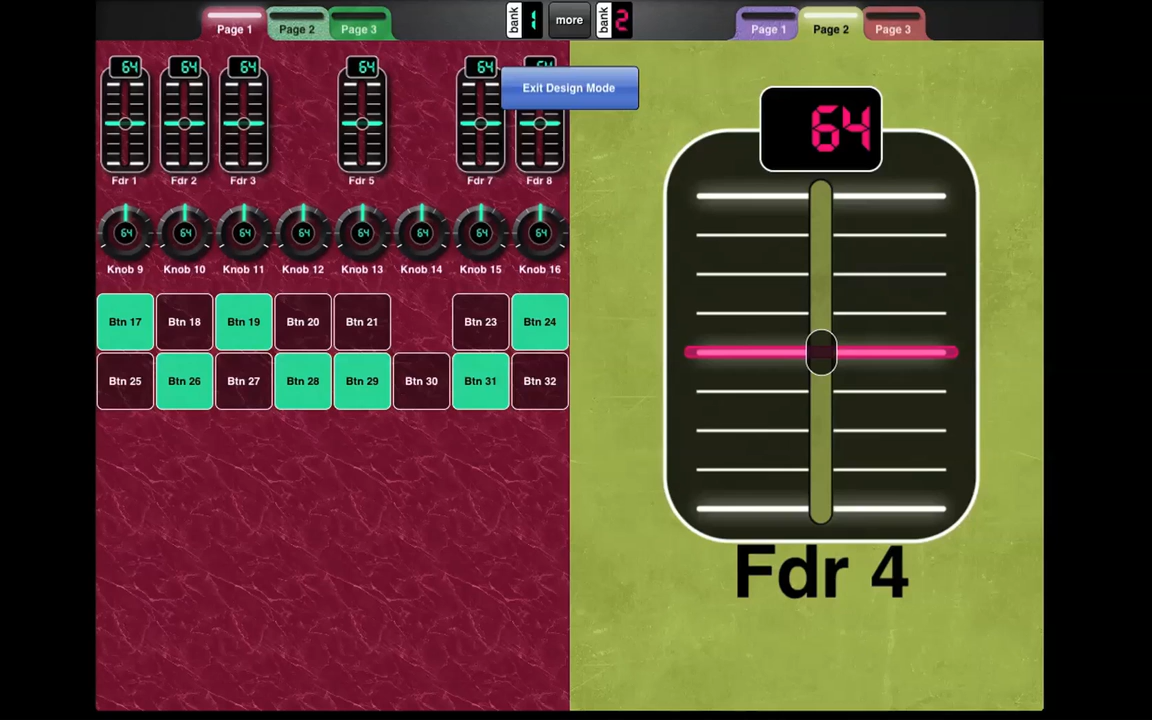 Page 1 Page 2 Page 3 bank 1 more bank 2 Page 1 Page 2 Page 3
64 64 64 64 64 64
Exit Design Mode
Fdr 1 Fdr 2 Fdr 3 Fdr 5 Fdr 7 Fdr 8
64 64 64 64 64 64 64 64
Knob 9 Knob 10 Knob 11 Knob 12 Knob 13 Knob 14 Knob 15 Knob 16
Btn 17 Btn 18 Btn 19 Btn 20 Btn 21 Btn 23 Btn 24
Btn 25 Btn 26 Btn 27 Btn 28 Btn 29 Btn 30 Btn 31 Btn 32
64
Fdr 4